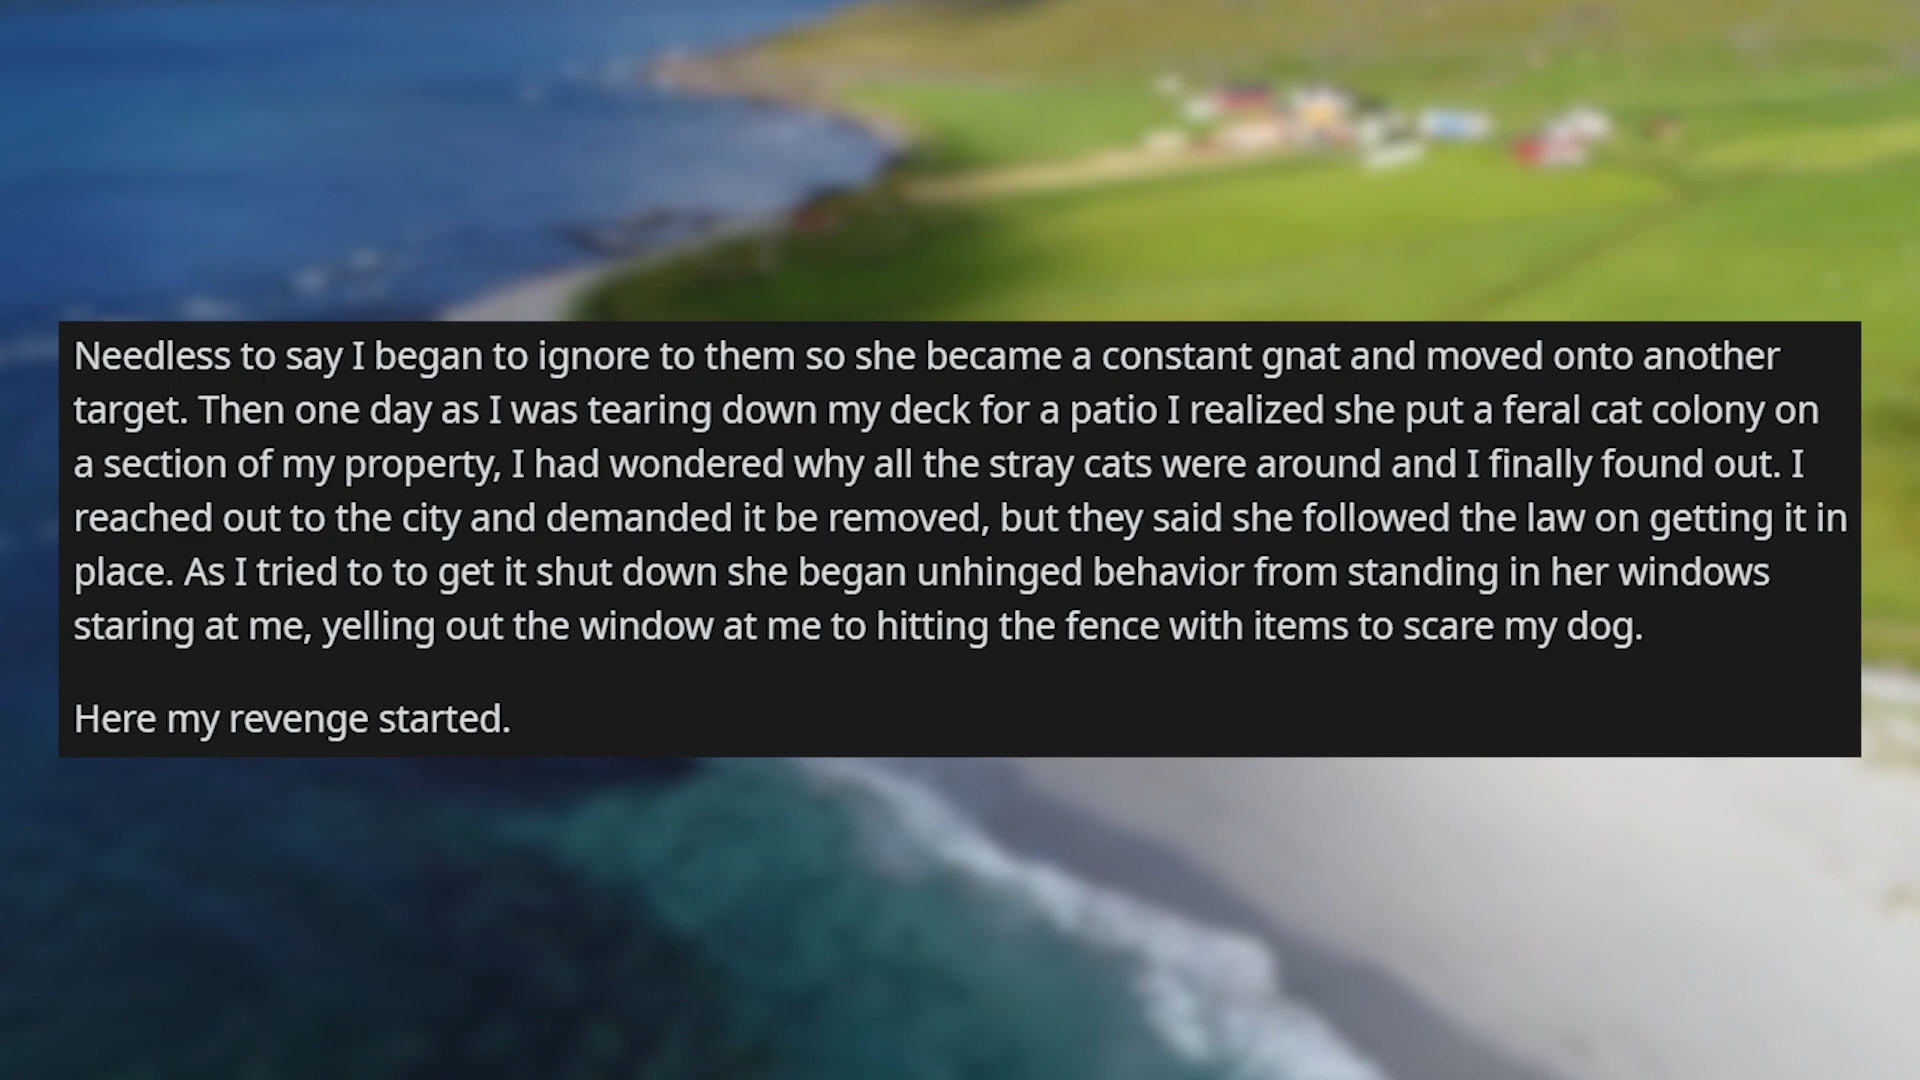 Needless to say I began to ignore to them so she became a constant gnat and moved onto another
target. Then one day as I was tearing down my deck for a patio I realized she put a feral cat colony on
a section of my property, I had wondered why all the stray cats were around and I finally found out. I
reached out to the city and demanded it be removed, but they said she followed the law on getting it in
place. As I tried to to get it shut down she began unhinged behavior from standing in her windows
staring at me, yelling out the window at me to hitting the fence with items to scare my dog.
Here my revenge started.